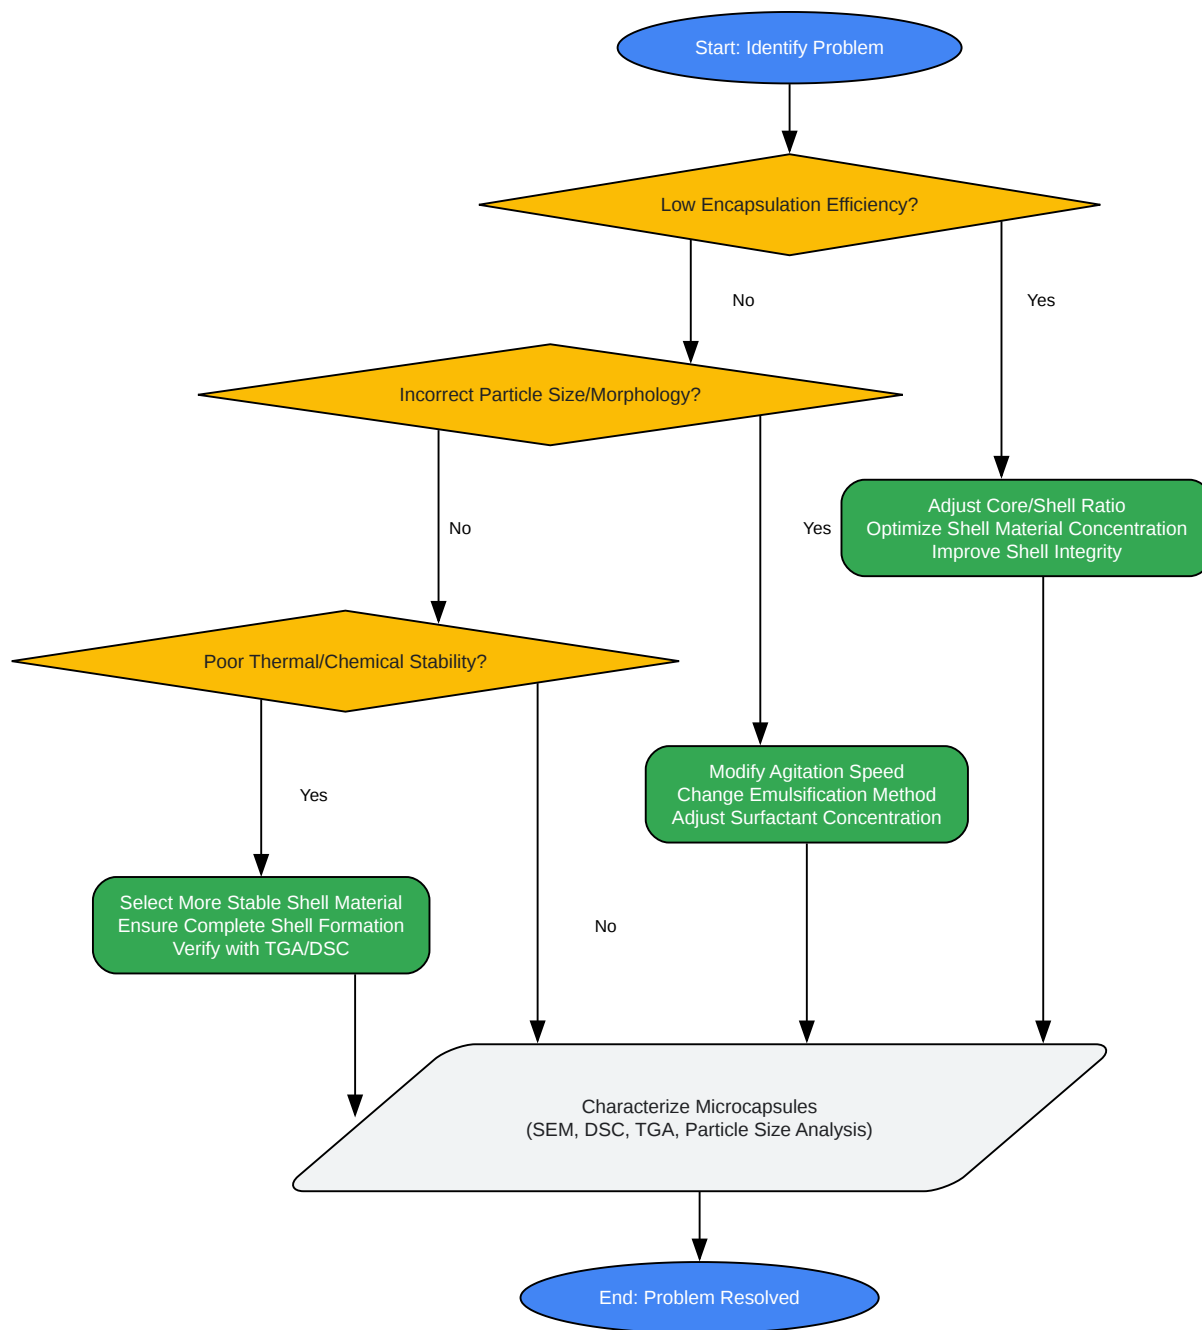 Start: Identify Problem
Low Encapsulation Efficiency?
No
Yes
Incorrect Particle Size/Morphology?
No
Yes
Adjust Core/Shell Ratio
Optimize Shell Material Concentration
Improve Shell Integrity
Poor Thermal/Chemical Stability?
Modify Agitation Speed
Change Emulsification Method
Adjust Surfactant Concentration
Yes
No
Select More Stable Shell Material
Ensure Complete Shell Formation
Verify with TGA/DSC
Characterize Microcapsules
(SEM, DSC, TGA, Particle Size Analysis)
End: Problem Resolved